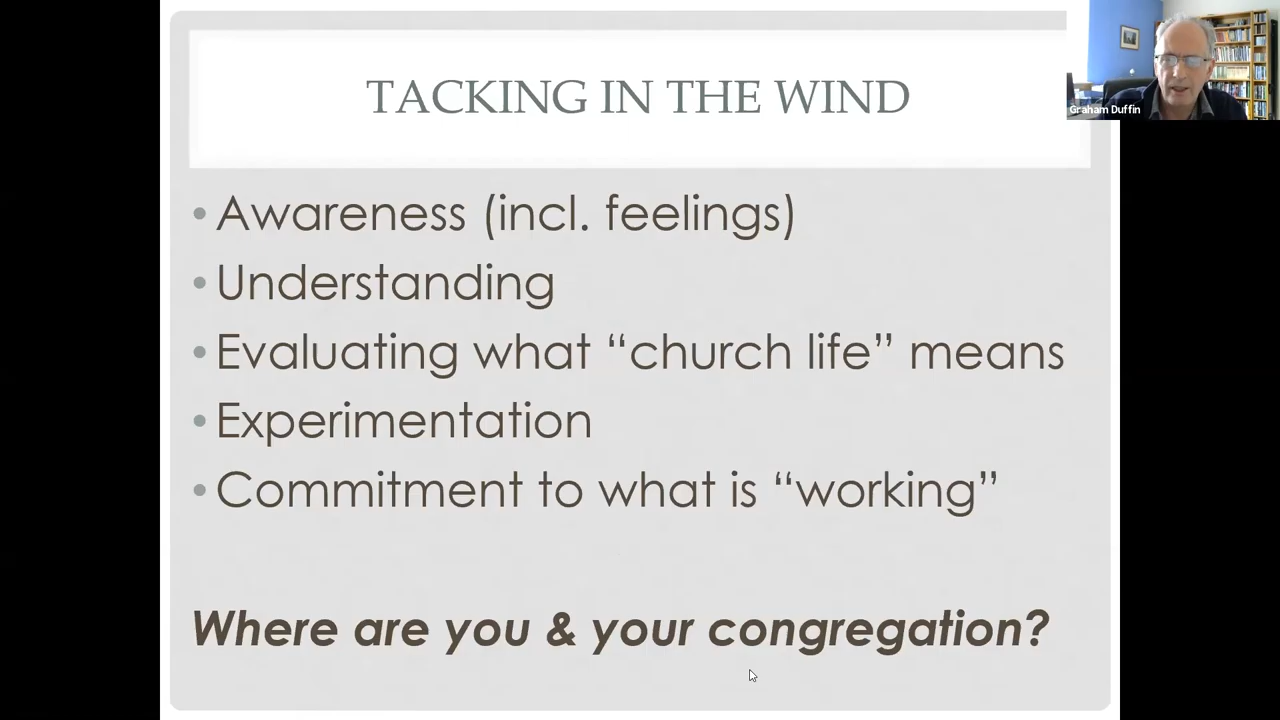 TACKING IN THE WIND
Graham Duffin
• Awareness (incl. feelings)
• Understanding
• Evaluating what “church life” means
• Experimentation
• Commitment to what is “working”
Where are you & your congregation?